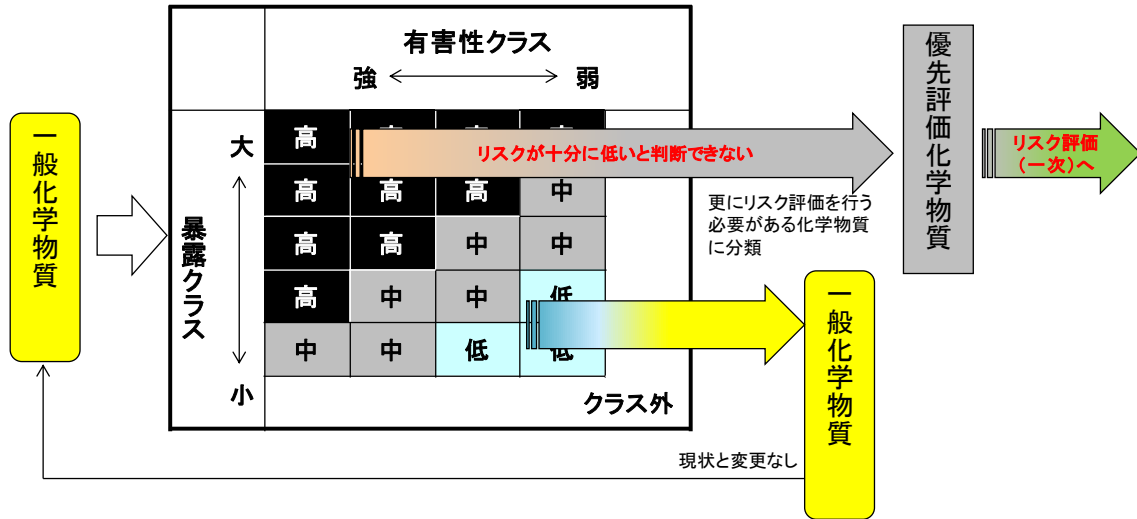 有害性クラス
強
弱
一般化学物質
暴露クラス
大
小
高
高 高 高 中
高 高 中 中
高 中 中 低
中 中 低 低
クラス外
リスクが十分に低いと判断できない
更にリスク評価を行う
必要がある化学物質
に分類
優先評価化学物質
リスク評価
(一次)へ
一般化学物質
現状と変更なし